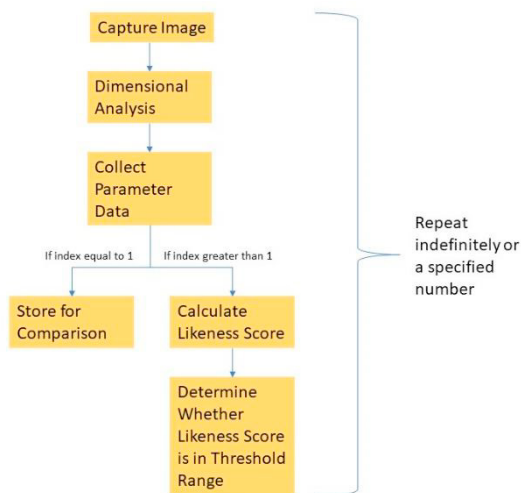 Capture Image
Dimensional
Analysis
Collect
Parameter
Data
If index equal to 1
If index greater than 1
Store for
Comparison
Calculate
Likeness Score
Determine
Whether
Likeness Score
is in Threshold
Range
Repeat
indefinitely or
a specified
number